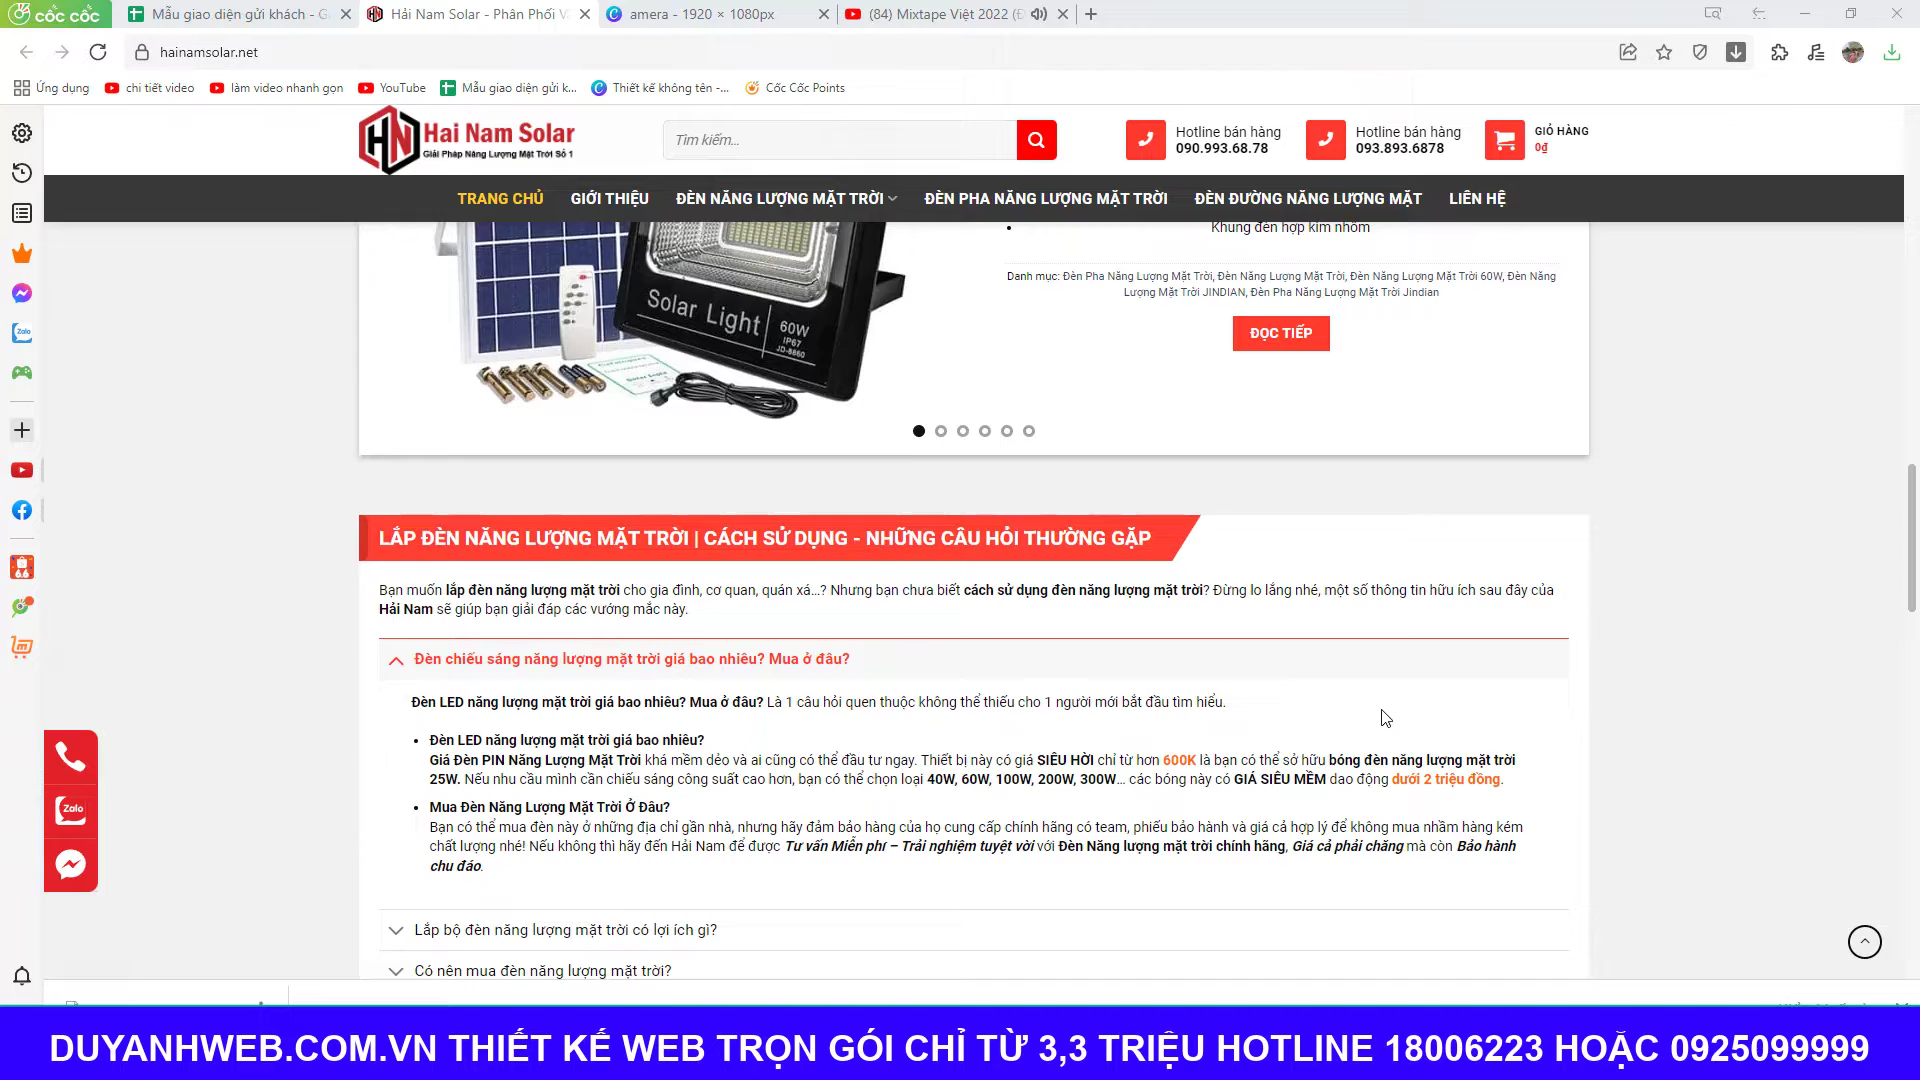 cốc cốc
Mẫu giao diện gửi khách - G
Hải Nam Solar - Phân Phối V
amera - 1920 × 1080px
(84) Mixtape Việt 2022 (
hainamsolar.net
Ứng dụng
chi tiết video
làm video nhanh gọn
YouTube
Mẫu giao diện gửi k...
Thiết kế không tên -...
Cốc Cốc Points
HN Hai Nam Solar
Giải Pháp Năng Lượng Mặt Trời Số 1
Tìm kiếm...
Hotline bán hàng
090.993.68.78
Hotline bán hàng
093.893.6878
GIỎ HÀNG
0₫
TRANG CHỦ
GIỚI THIỆU
ĐÈN NĂNG LƯỢNG MẶT TRỜI
ĐÈN PHA NĂNG LƯỢNG MẶT TRỜI
ĐÈN ĐƯỜNG NĂNG LƯỢNG MẶT
LIÊN HỆ
Khung đèn hợp kim nhôm
Danh mục: Đèn Pha Năng Lượng Mặt Trời, Đèn Năng Lượng Mặt Trời, Đèn Năng Lượng Mặt Trời 60W, Đèn Năng
Lượng Mặt Trời JINDIAN, Đèn Pha Năng Lượng Mặt Trời Jindian
ĐỌC TIẾP
Solar Light
60W
IP67
JD-8860
LẮP ĐÈN NĂNG LƯỢNG MẶT TRỜI | CÁCH SỬ DỤNG - NHỮNG CÂU HỎI THƯỜNG GẶP
Bạn muốn lắp đèn năng lượng mặt trời cho gia đình, cơ quan, quán xá...? Nhưng bạn chưa biết cách sử dụng đèn năng lượng mặt trời? Đừng lo lắng nhé, một số thông tin hữu ích sau đây của
Hải Nam sẽ giúp bạn giải đáp các vướng mắc này.
Đèn chiếu sáng năng lượng mặt trời giá bao nhiêu? Mua ở đâu?
Đèn LED năng lượng mặt trời giá bao nhiêu? Mua ở đâu? Là 1 câu hỏi quen thuộc không thể thiếu cho 1 người mới bắt đầu tìm hiểu.
• Đèn LED năng lượng mặt trời giá bao nhiêu?
Giá Đèn PIN Năng Lượng Mặt Trời khá mềm dẻo và ai cũng có thể đầu tư ngay. Thiết bị này có giá SIÊU HỜI chỉ từ hơn 600K là bạn có thể sở hữu bóng đèn năng lượng mặt trời
25W. Nếu nhu cầu mình cần chiếu sáng công suất cao hơn, bạn có thể chọn loại 40W, 60W, 100W, 200W, 300W... các bóng này có GIÁ SIÊU MỀM dao động dưới 2 triệu đồng.
• Mua Đèn Năng Lượng Mặt Trời Ở Đâu?
Bạn có thể mua đèn này ở những địa chỉ gần nhà, nhưng hãy đảm bảo hàng của họ cung cấp chính hãng có team, phiếu bảo hành và giá cả hợp lý để không mua nhầm hàng kém
chất lượng nhé! Nếu không thì hãy đến Hải Nam để được Tư vấn Miễn phí – Trải nghiệm tuyệt vời với Đèn Năng lượng mặt trời chính hãng, Giá cả phải chăng mà còn Bảo hành
chu đáo.
Zalo
Zalo
Lắp bộ đèn năng lượng mặt trời có lợi ích gì?
Có nên mua đèn năng lượng mặt trời?
DUYANHWEB.COM.VN THIẾT KẾ WEB TRỌN GÓI CHỈ TỪ 3,3 TRIỆU HOTLINE 18006223 HOẶC 0925099999